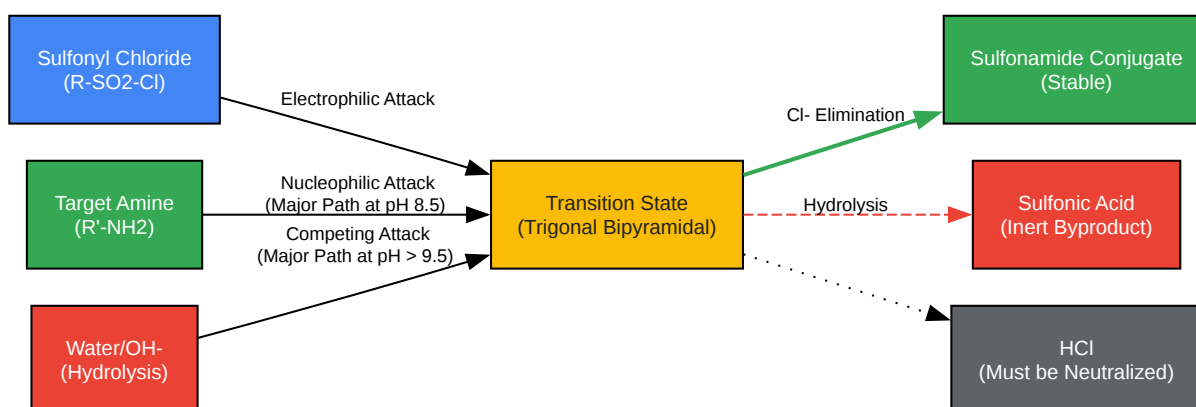 Sulfonyl Chloride
(R-SO2-Cl)
Electrophilic Attack
Target Amine
(R'-NH2)
Nucleophilic Attack
(Major Path at pH 8.5)
Competing Attack
(Major Path at pH > 9.5)
Water/OH-
(Hydrolysis)
Transition State
(Trigonal Bipyramidal)
Cl- Elimination
Sulfonamide Conjugate
(Stable)
Hydrolysis
Sulfonic Acid
(Inert Byproduct)
HCl
(Must be Neutralized)